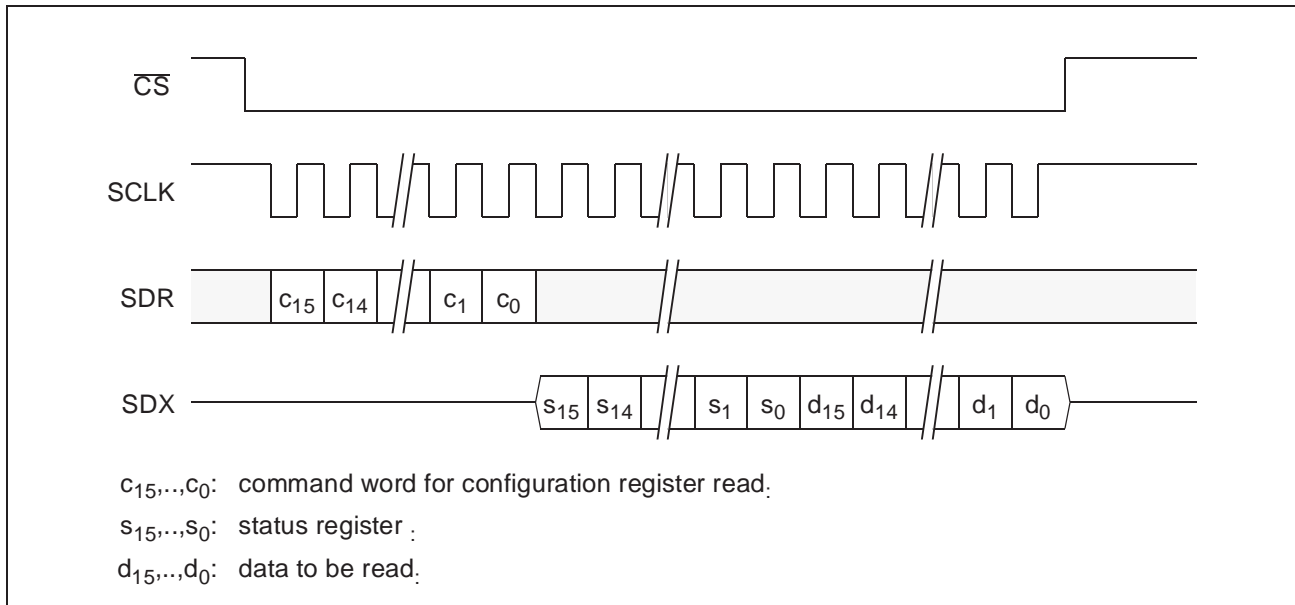 CS
SCLK
SDR c15 c14 c1 c0
SDX s15 s14 s1 s0 d15 d14 d1 d0
c15,..,c0: command word for configuration register read:
s15,..,s0: status register :
d15,..,d0: data to be read: